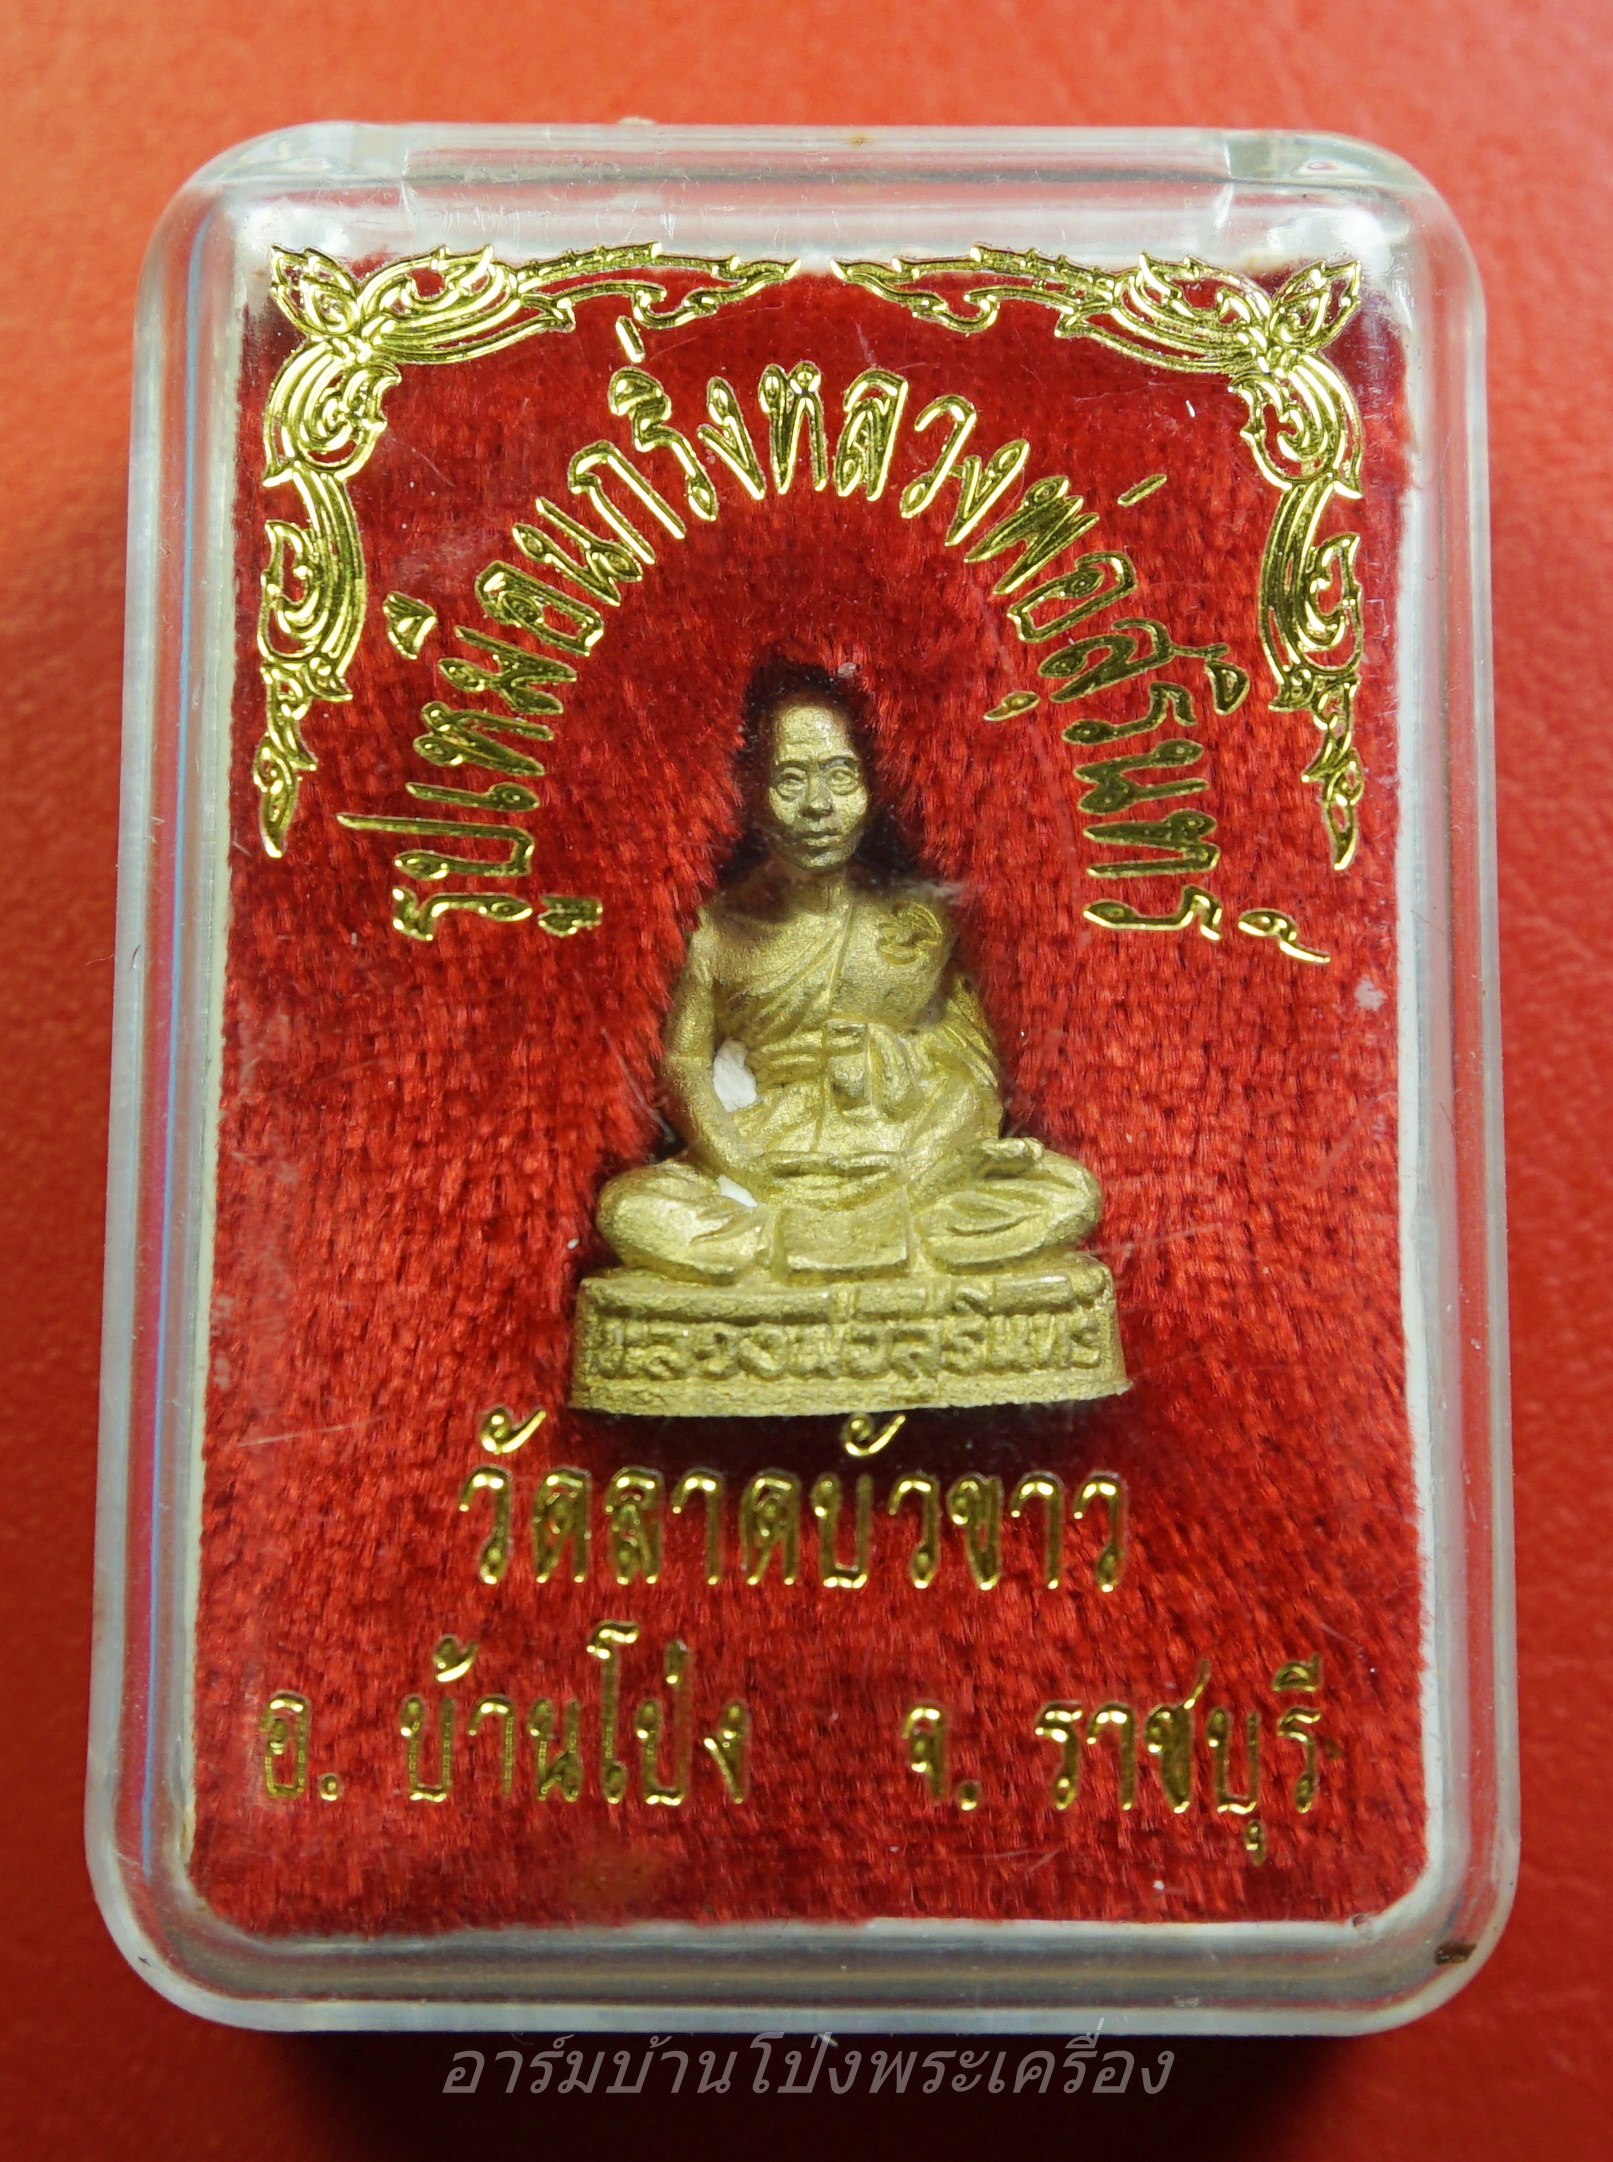 รูปเหมือนกริ่งหลวงพ่อสุรินทร์
หลวงพ่อสุรินทร์
วัดลาดบัวขาว
อ. บ้านโป่ง จ. ราชบุรี
อาร์มบ้านโป่งพระเครื่อง